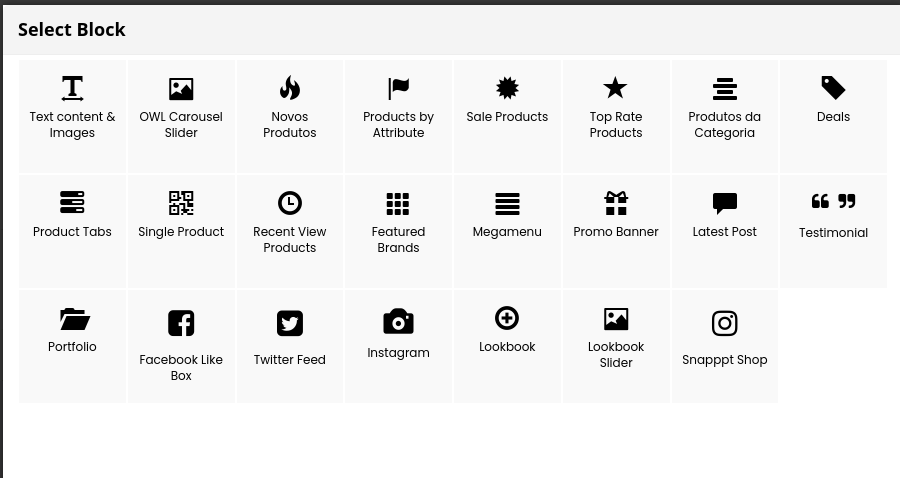 Select Block
Text content &
Images
OWL Carousel
Slider
Novos
Produtos
Products by
Attribute
Sale Products
Top Rate
Products
Produtos da
Categoria
Deals
Product Tabs
Single Product
Recent View
Products
Featured
Brands
Megamenu
Promo Banner
Latest Post
Testimonial
Portfolio
Facebook Like
Box
Twitter Feed
Instagram
Lookbook
Lookbook
Slider
Snapppt Shop